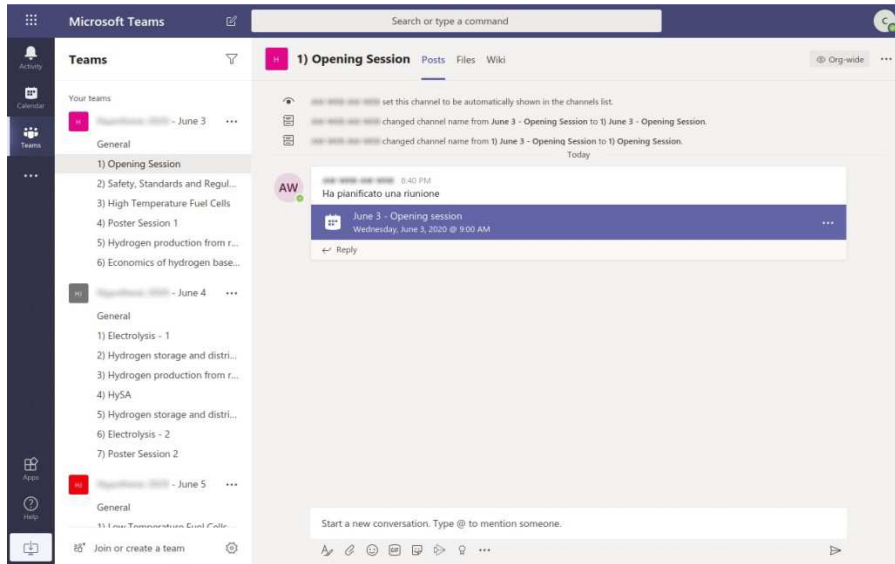 Microsoft Teams
Search or type a command
C
Activity
Calendar
Teams
Apps
Help
Teams
Your teams
H
- June 3
General
1) Opening Session
2) Safety, Standards and Regul...
3) High Temperature Fuel Cells
4) Poster Session 1
5) Hydrogen production from r...
6) Economics of hydrogen base...
- June 4
General
1) Electrolysis - 1
2) Hydrogen storage and distri...
3) Hydrogen production from r...
4) HySA
5) Hydrogen storage and distri...
6) Electrolysis - 2
7) Poster Session 2
- June 5
General
1) Low Temperature Fuel Cells
Join or create a team
H
1) Opening Session Posts Files Wiki
Org-wide
set this channel to be automatically shown in the channels list.
changed channel name from June 3 - Opening Session to 1) June 3 - Opening Session.
changed channel name from 1) June 3 - Opening Session to 1) Opening Session.
Today
AW
8:40 PM
Ha pianificato una riunione
June 3 - Opening session
Wednesday, June 3, 2020 @ 9:00 AM
Reply
Start a new conversation. Type @ to mention someone.
GIF